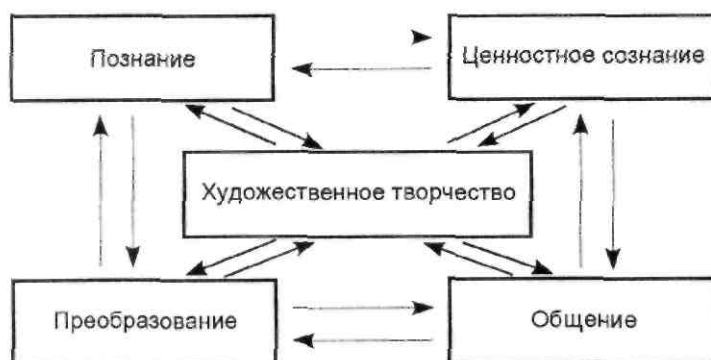 Познание
Ценностное сознание
Художественное творчество
Преобразование
Общение